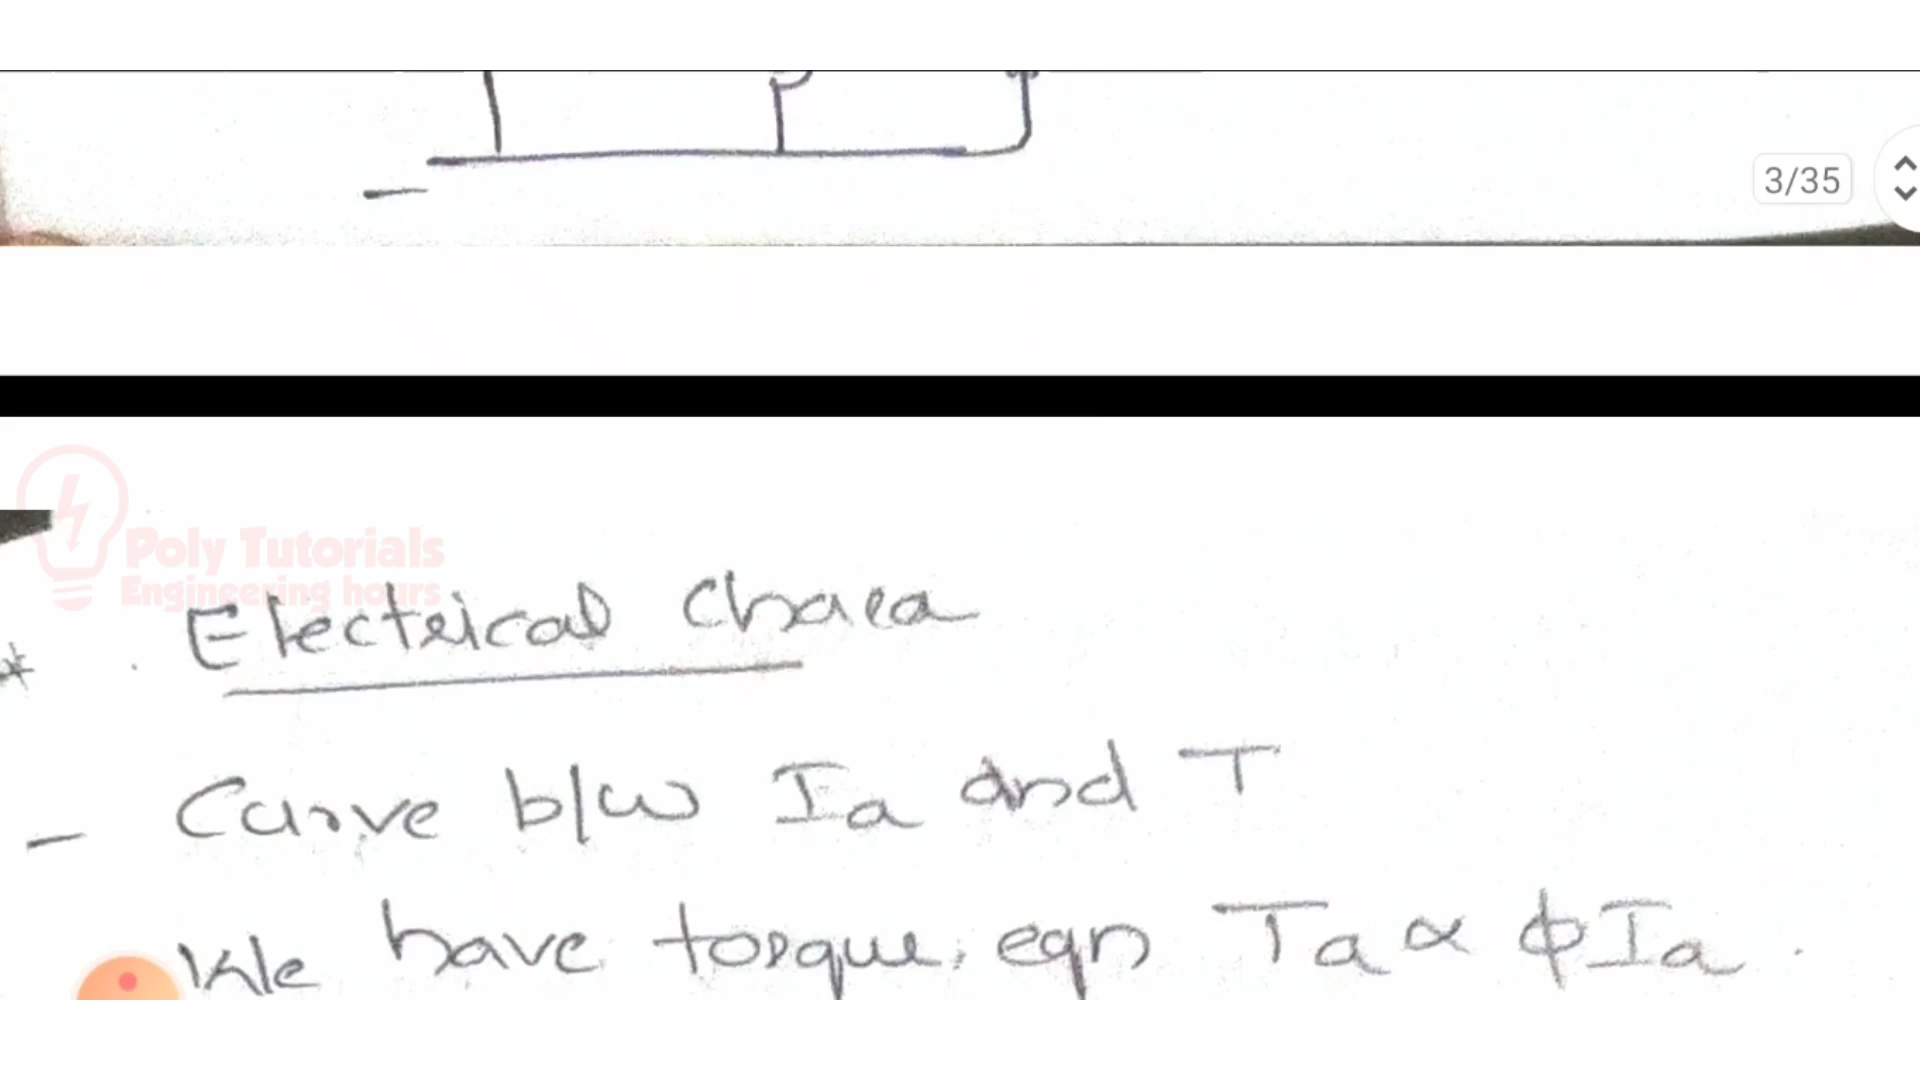 3/35
Poly Tutorials
Engineering hours
* . Electrical Chara
- Curve b/w Ia and T
We have torque eqn Ta ∝ ϕIa .